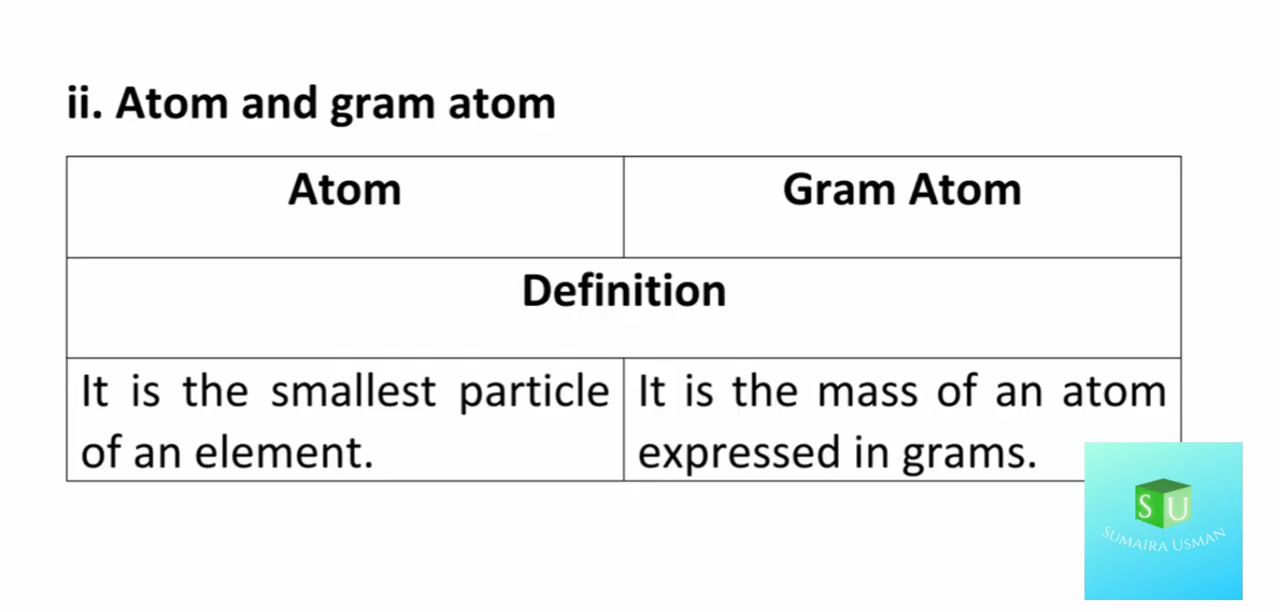 ii. Atom and gram atom
Atom
Gram Atom
Definition
It is the smallest particle
of an element.
It is the mass of an atom
expressed in grams.
S U
SUMAIRA USMAN